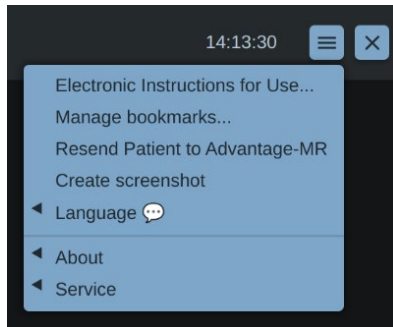 14:13:30
Electronic Instructions for Use...
Manage bookmarks...
Resend Patient to Advantage-MR
Create screenshot
Language 💬
About
Service